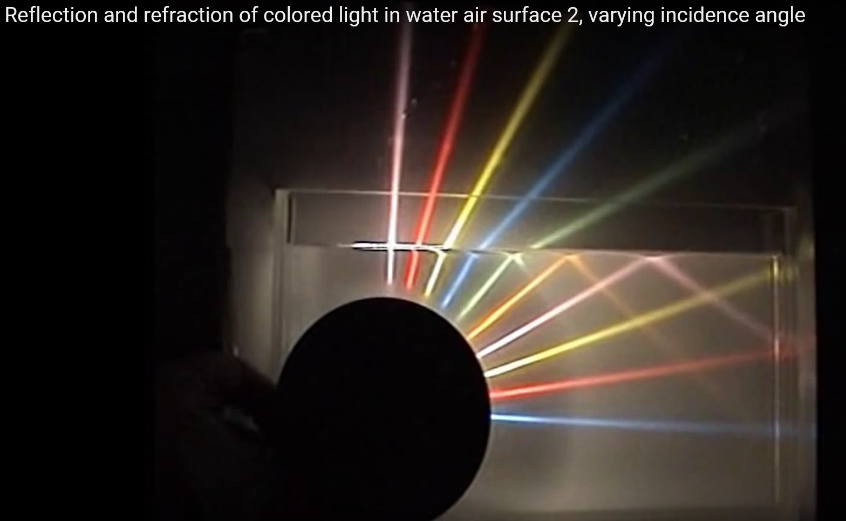 Reflection and refraction of colored light in water air surface 2, varying incidence angle